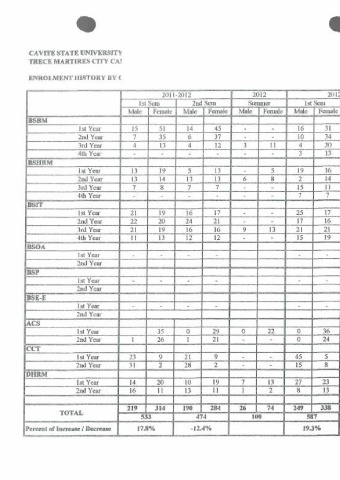 CAVITE STATE UNIVERSITY
TRECE MARTIRES CITY CA
ENROLMENT HISTORY BY
2011-2012 2012 2012
1st Sem 2nd Sem Summer 1st Sem
Male Female Male Female Male Female Male Female
BSBM
1st Year 15 51 14 45 - - 16 31
2nd Year 7 35 6 37 - - 10 34
3rd Year 4 13 4 12 3 11 4 20
4th Year - - - - - - 3 13
BSHRM
1st Year 13 19 5 13 - 5 19 36
2nd Year 13 14 13 13 6 8 2 14
3rd Year 7 8 7 7 - - 15 11
4th Year - - - - - - 7 7
BSIT
1st Year 21 19 16 17 - - 25 17
2nd Year 22 20 24 21 - - 17 16
3rd Year 21 19 16 16 9 13 21 21
4th Year 11 13 12 12 - - 15 19
BSOA
1st Year - - - - - - - -
2nd Year
BSP
1st Year - - - - - - - -
2nd Year
BSE-E
1st Year - - - - - - - -
2nd Year
ACS
1st Year 35 0 29 0 22 0 36
2nd Year 1 26 1 21 - - 0 24
CCT
1st Year 23 9 21 9 - - 45 5
2nd Year 31 2 28 2 - - 15 8
DHRM
1st Year 14 20 10 19 7 13 27 23
2nd Year 16 11 13 11 1 2 8 13
TOTAL 219 314 190 284 26 74 249 338
533 474 100 587
Percent of Increase / Decrease 17.8% -12.4% 19.3%